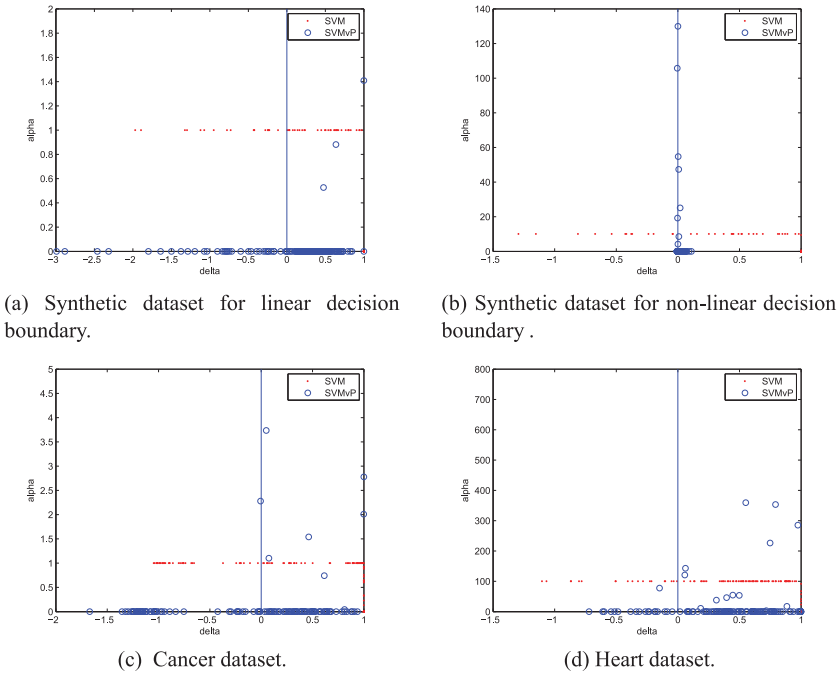 2
1.8
1.6
1.4
1.2
1
0.8
0.6
0.4
0.2
0
−3 −2.5 −2 −1.5 −1 −0.5 0 0.5 1
alpha
delta
SVM
SVMvP
140
120
100
80
60
40
20
0
−1.5 −1 −0.5 0 0.5 1
alpha
delta
SVM
SVMvP
(a) Synthetic dataset for linear decision
boundary.
(b) Synthetic dataset for non-linear decision
boundary .
5
4.5
4
3.5
3
2.5
2
1.5
1
0.5
0
−2 −1.5 −1 −0.5 0 0.5 1
alpha
delta
SVM
SVMvP
800
700
600
500
400
300
200
100
0
−1.5 −1 −0.5 0 0.5 1
alpha
delta
SVM
SVMvP
(c) Cancer dataset.
(d) Heart dataset.